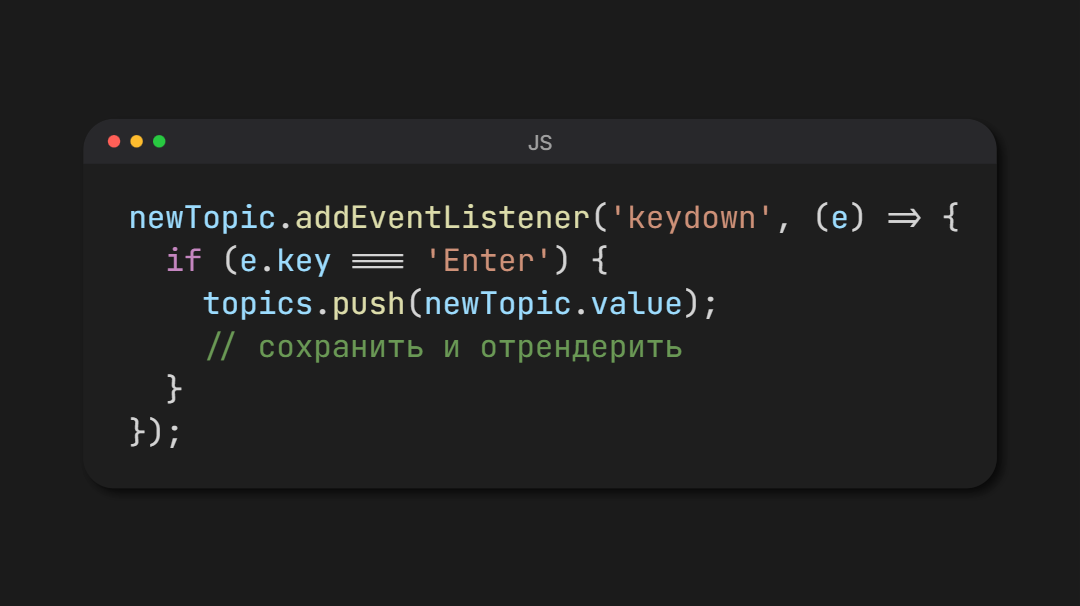 JS
newTopic.addEventListener('keydown', (e) => {
  if (e.key === 'Enter') {
    topics.push(newTopic.value);
    // сохранить и отрендерить
  }
});